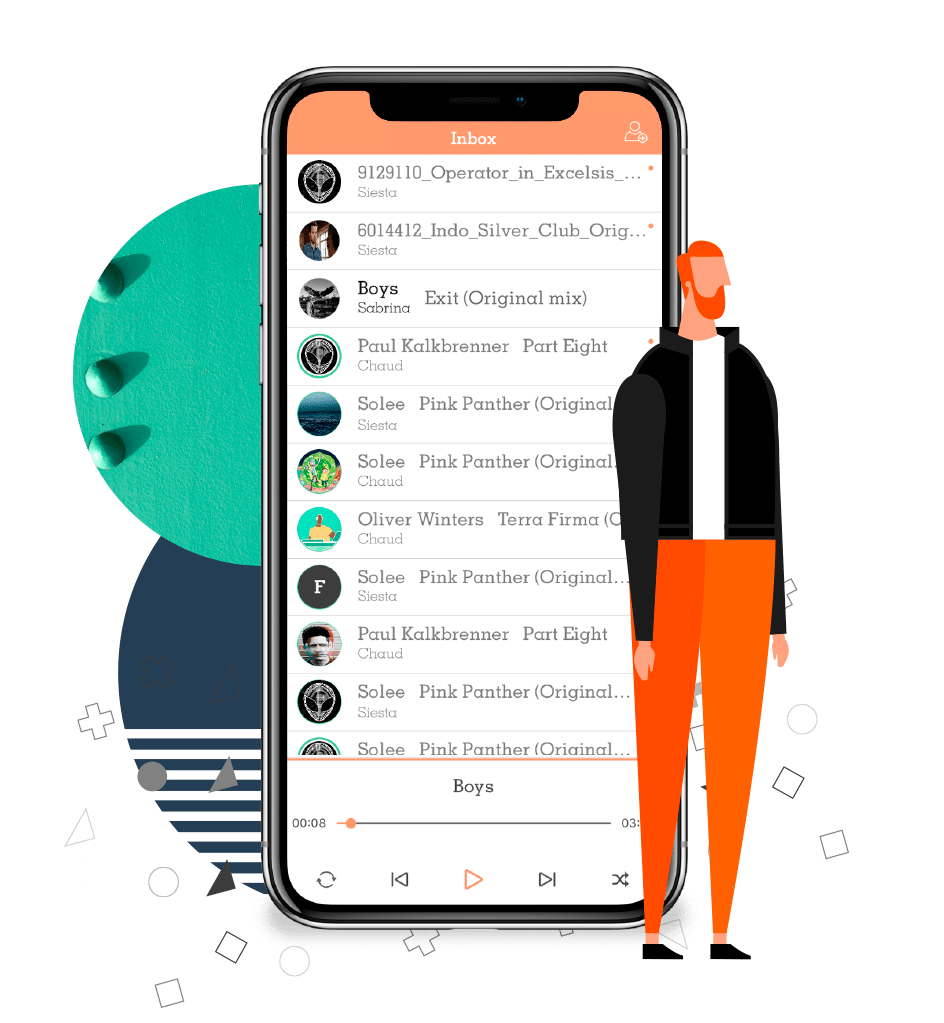 Inbox
9129110_Operator_in_Excelsis_...
Siesta
6014412_Indo_Silver_Club_Orig...
Siesta
Boys Exit (Original mix)
Sabrina
Paul Kalkbrenner Part Eight
Chaud
Solee Pink Panther (Original
Siesta
Solee Pink Panther (Original...
Chaud
Oliver Winters Terra Firma (O
Chaud
F
Solee Pink Panther (Original...
Siesta
Paul Kalkbrenner Part Eight
Chaud
Solee Pink Panther (Original...
Siesta
Solee Pink Panther (Original...
Boys
00:08 03: